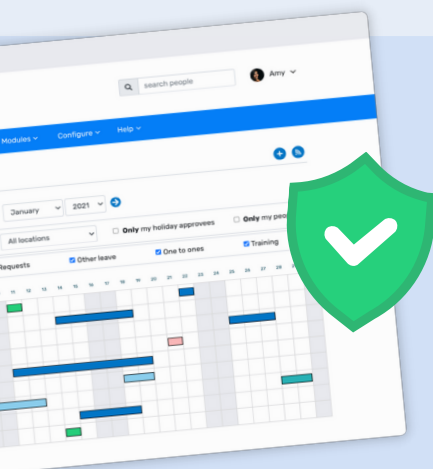 search people
Amy
Modules
Configure
Help
January
2021
All locations
Only my holiday approvees
Only my peo
Requests
Other leave
One to ones
Training
11 12 13 14 15 16 17 18 19 20 21 22 23 24 25 26 27 28